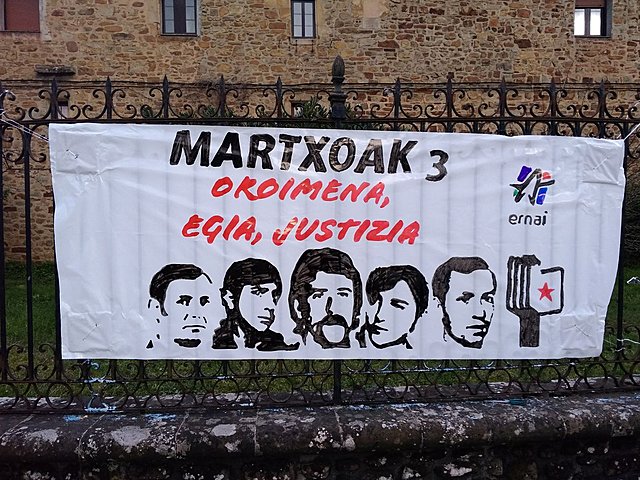 MARTXOAK 3
OROIMENA,
EGIA, JUSTIZIA
ernai